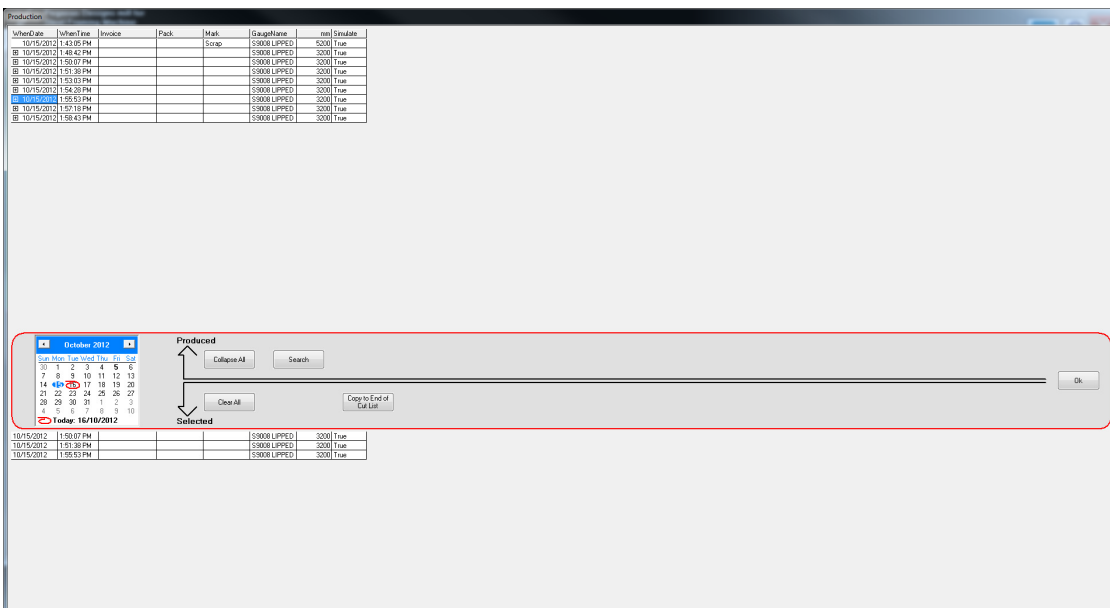 Production
WhenDate WhenTime Invoice Pack Mark GaugeName mm Simulate
10/15/2012 1:43:05 PM Scrap S9008 LIPPED 5200 True
10/15/2012 1:48:42 PM S9008 LIPPED 3200 True
10/15/2012 1:50:07 PM S9008 LIPPED 3200 True
10/15/2012 1:51:38 PM S9008 LIPPED 3200 True
10/15/2012 1:53:03 PM S9008 LIPPED 3200 True
10/15/2012 1:54:28 PM S9008 LIPPED 3200 True
10/15/2012 1:55:53 PM S9008 LIPPED 3200 True
10/15/2012 1:57:18 PM S9008 LIPPED 3200 True
10/15/2012 1:58:43 PM S9008 LIPPED 3200 True
October 2012
Sun Mon Tue Wed Thu Fri Sat
30 1 2 3 4 5 6
7 8 9 10 11 12 13
14 15 16 17 18 19 20
21 22 23 24 25 26 27
28 29 30 31 1 2 3
4 5 6 7 8 9 10
Today: 16/10/2012
Produced
Collapse All Search
Ok
Clear All
Copy to End of
Cut List
Selected
10/15/2012 1:50:07 PM S9008 LIPPED 3200 True
10/15/2012 1:51:38 PM S9008 LIPPED 3200 True
10/15/2012 1:55:53 PM S9008 LIPPED 3200 True